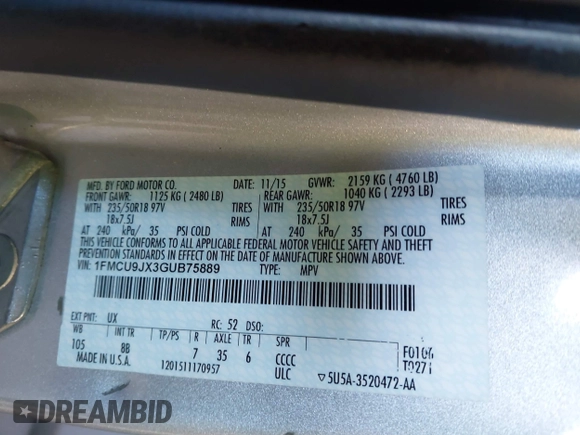 MFD. BY FORD MOTOR CO. DATE: 11/15 GVWR: 2159 KG ( 4760 LB)
FRONT GAWR: 1125 KG ( 2480 LB) REAR GAWR: 1040 KG ( 2293 LB)
WITH 235/50R18 97V TIRES WITH 235/50R18 97V TIRES
18x7.5J RIMS 18x7.5J RIMS
AT 240 kPa/ 35 PSI COLD AT 240 kPa/ 35 PSI COLD
THIS VEHICLE CONFORMS TO ALL APPLICABLE FEDERAL MOTOR VEHICLE SAFETY AND THEFT
PREVENTION STANDARDS IN EFFECT ON THE DATE OF MANUFACTURE SHOWN ABOVE.
VIN: 1FMCU9JX3GUB75889 TYPE: MPV
EXT PNT: UX RC: 52 DSO:
WB INT TR TP/PS R AXLE TR SPR
105 8B 7 35 6 CCCC
MADE IN U.S.A. 1201511170957 ULC ▽5U5A-3520472-AA
DREAMBID